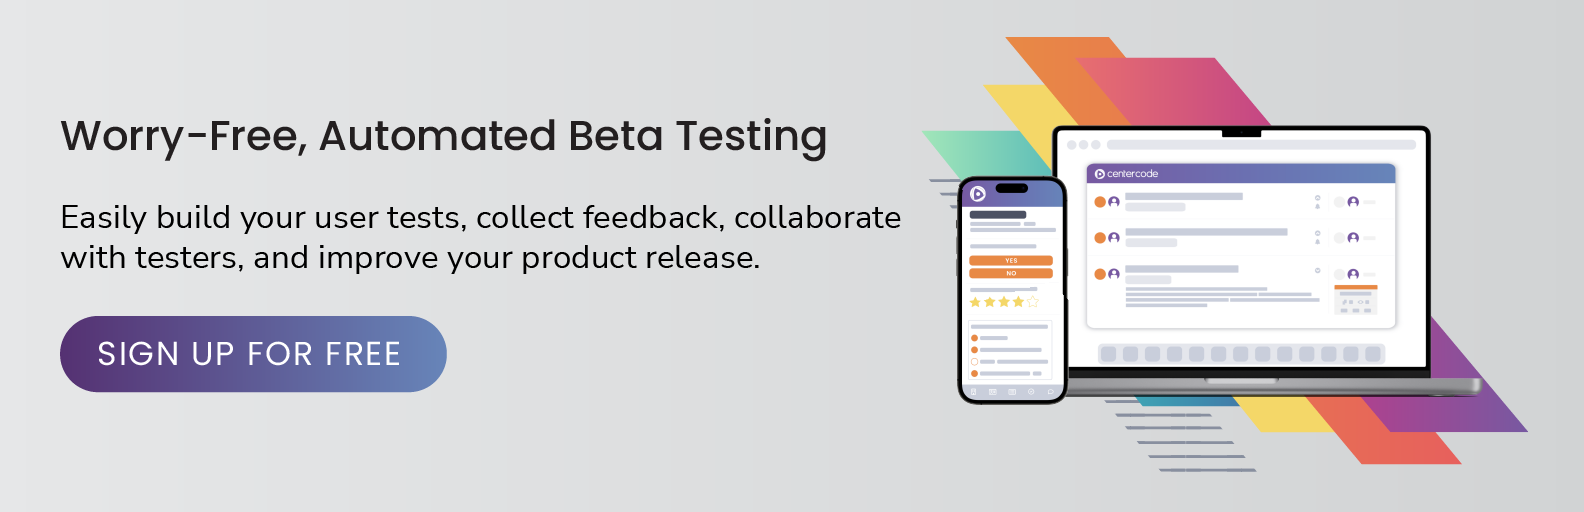 Worry-Free, Automated Beta Testing
Easily build your user tests, collect feedback, collaborate
with testers, and improve your product release.
SIGN UP FOR FREE
centercode
YES
NO